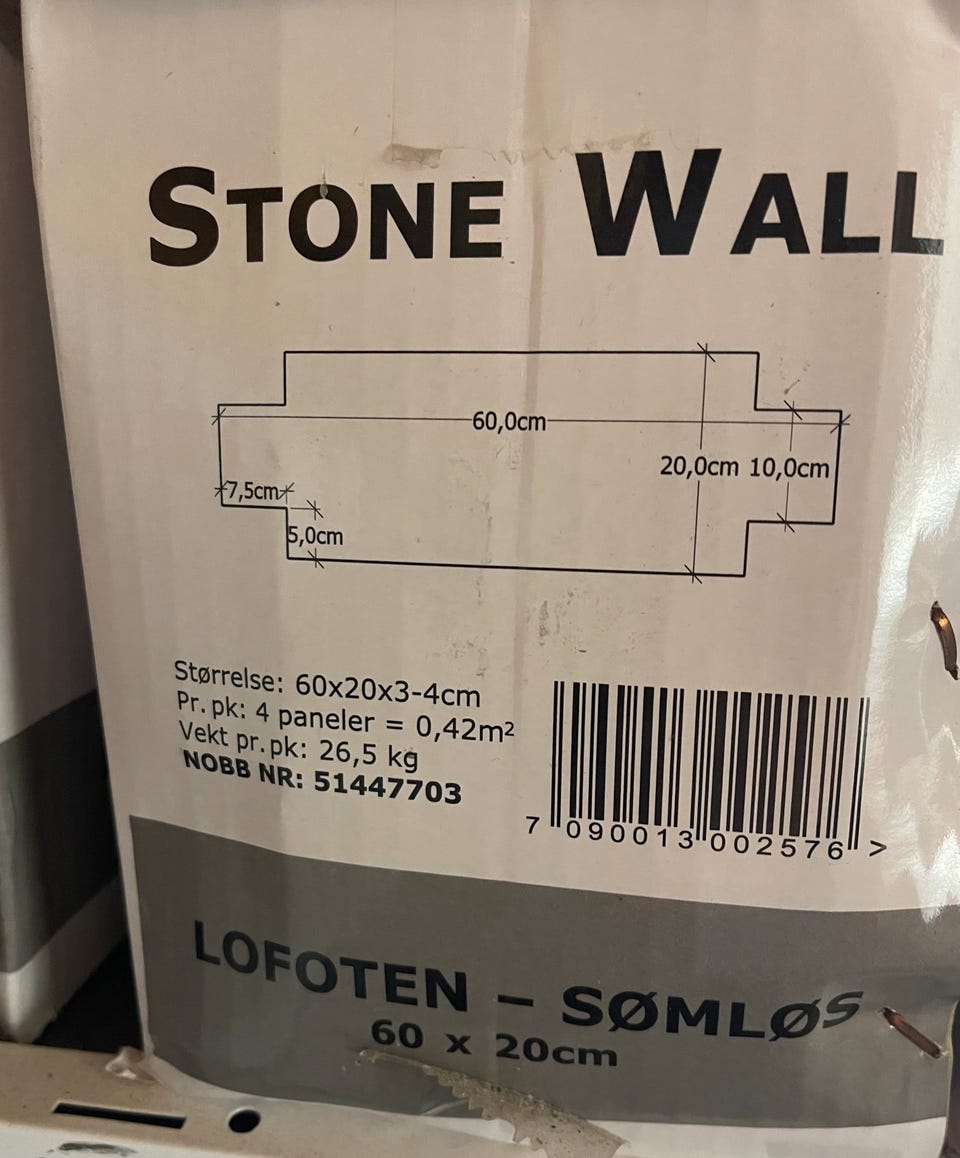 STONE WALL
60,0cm
20,0cm 10,0cm
7,5cm
5,0cm
Størrelse: 60x20x3-4cm
Pr.pk: 4 paneler = 0,42m²
Vekt pr.pk: 26,5 kg
NOBB NR: 51447703
7 090013 002576 >
LOFOTEN – SØMLØS
60 x 20cm